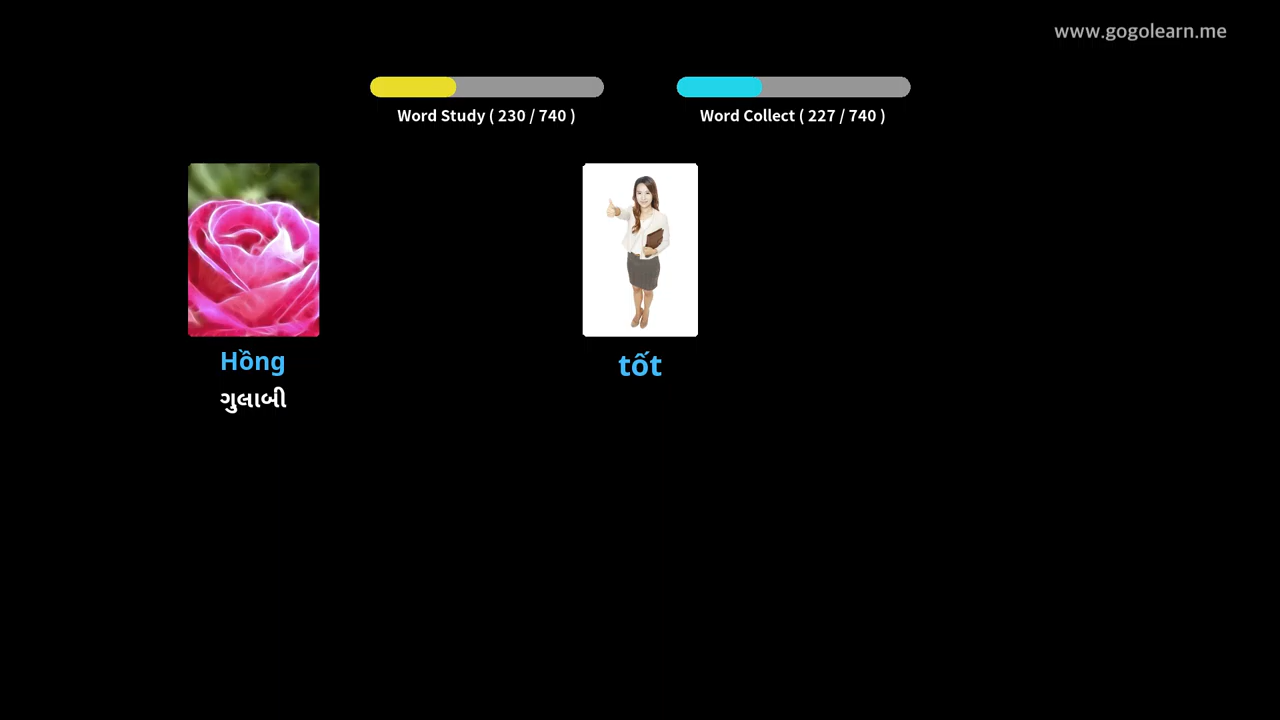 www.gogolearn.me
Word Study ( 230 / 740 )
Word Collect ( 227 / 740 )
Hồng
tốt
ગુલાબી